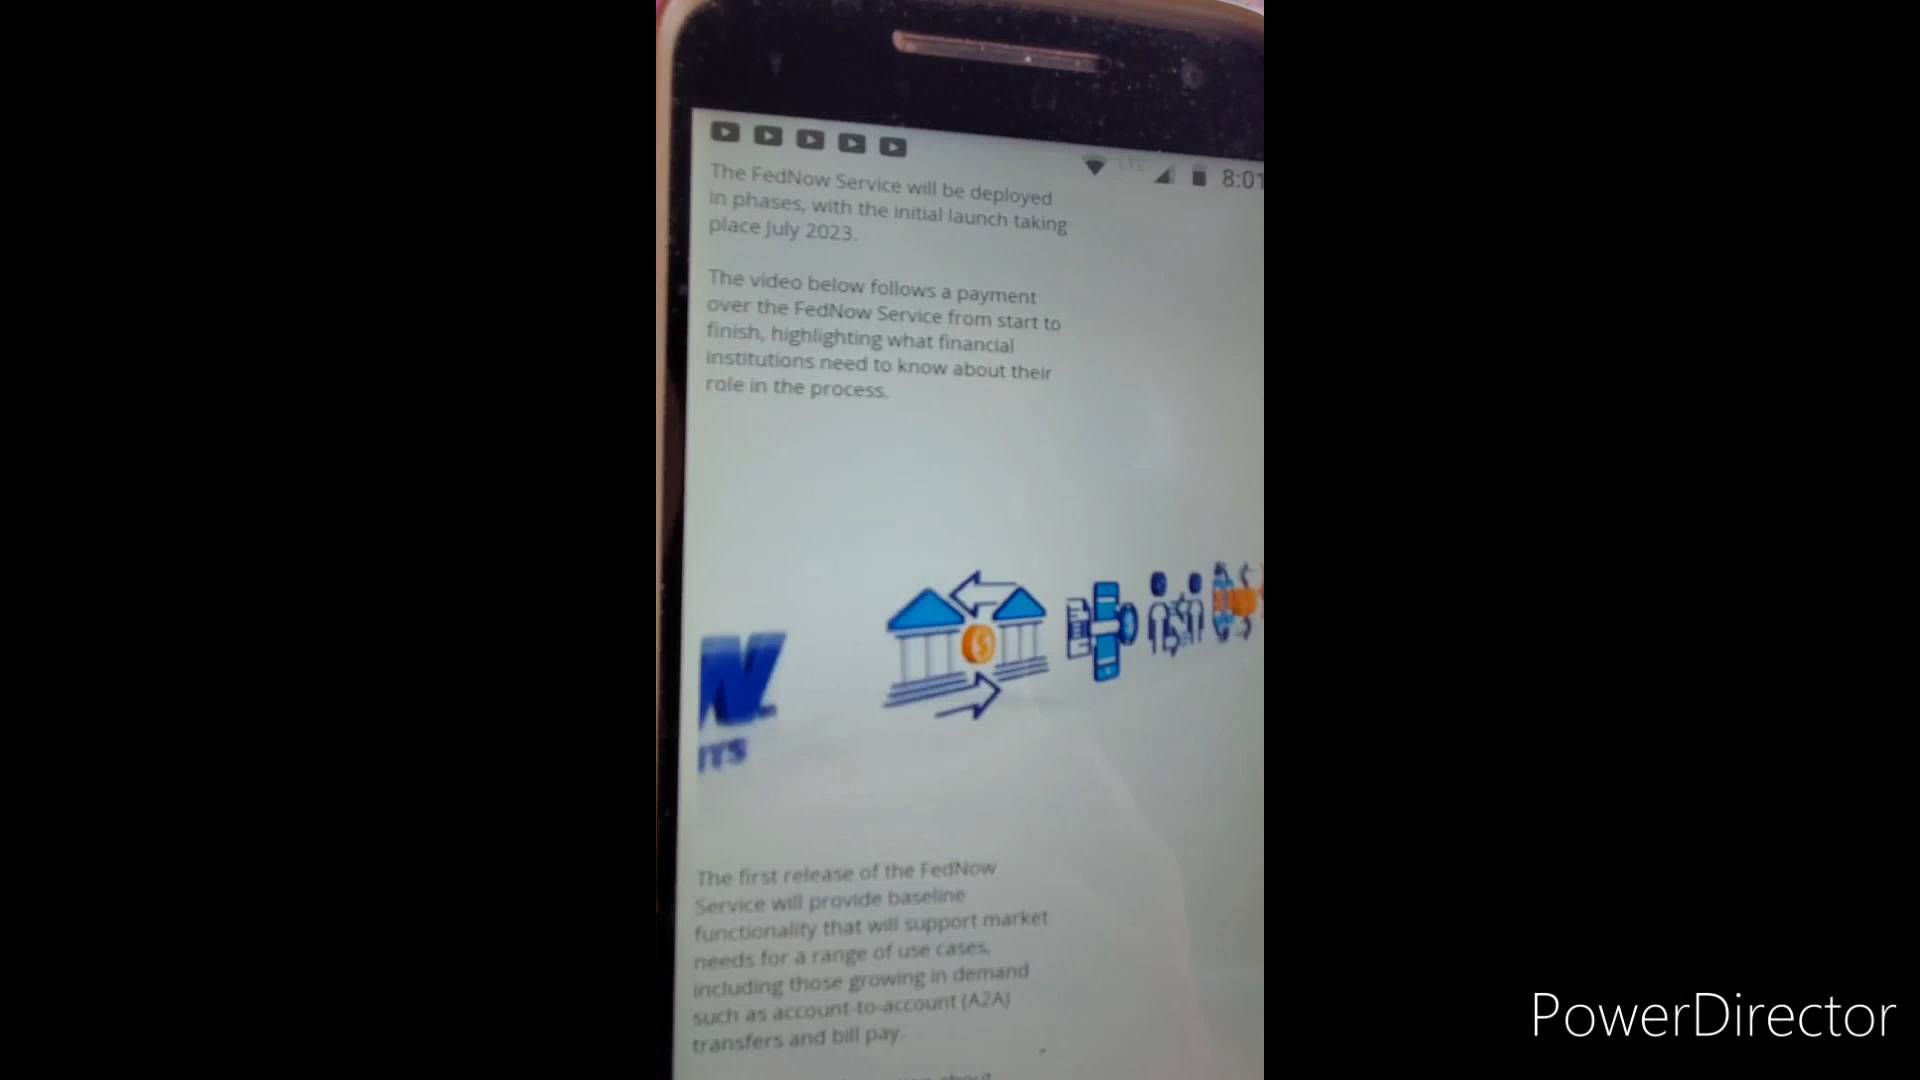 8:01
The FedNow Service will be deployed
in phases, with the initial launch taking
place July 2023.
The video below follows a payment
over the FedNow Service from start to
finish, highlighting what financial
institutions need to know about their
role in the process.
The first release of the FedNow
Service will provide baseline
functionality that will support market
needs for a range of use cases,
including those growing in demand
such as account-to-account (A2A)
transfers and bill pay.
about
PowerDirector